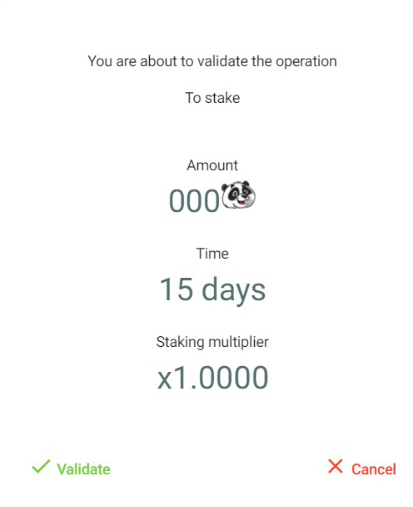 You are about to validate the operation
To stake
Amount
000
Time
15 days
Staking multiplier
x1.0000
Validate
Cancel